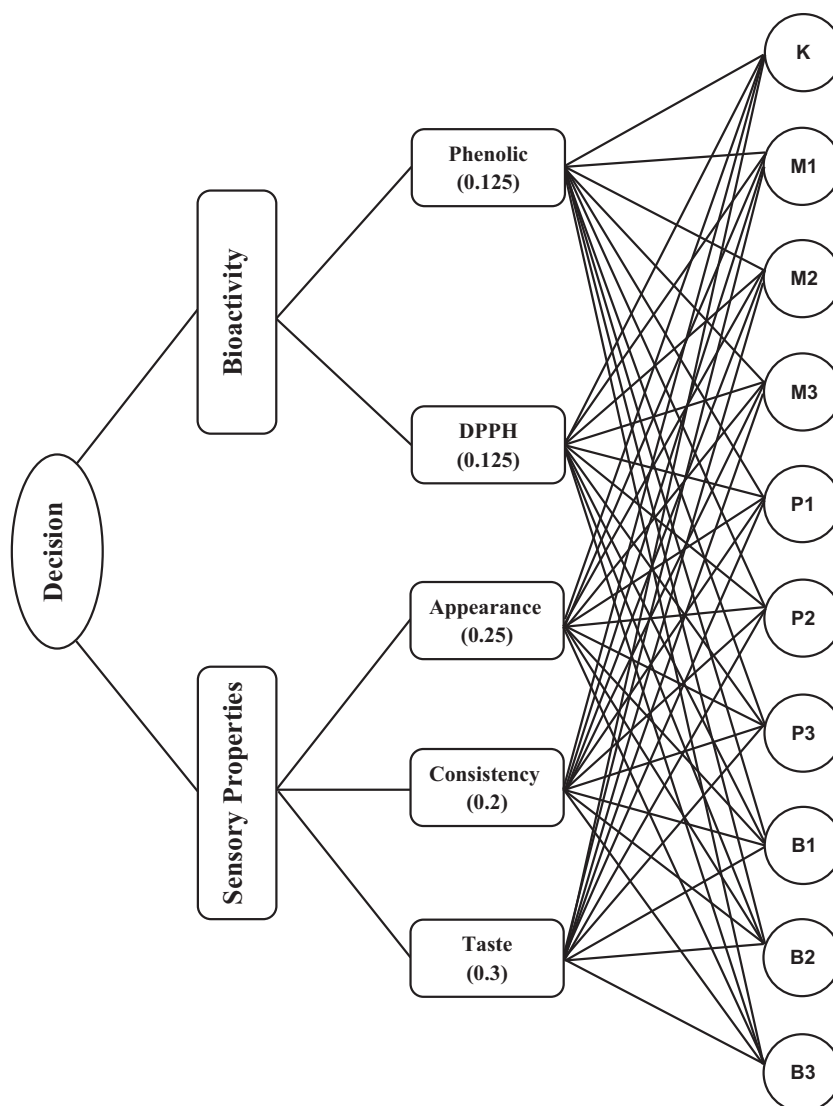 Decision
Bioactivity
Sensory Properties
Phenolic
(0.125)
DPPH
(0.125)
Appearance
(0.25)
Consistency
(0.2)
Taste
(0.3)
K
M1
M2
M3
P1
P2
P3
B1
B2
B3